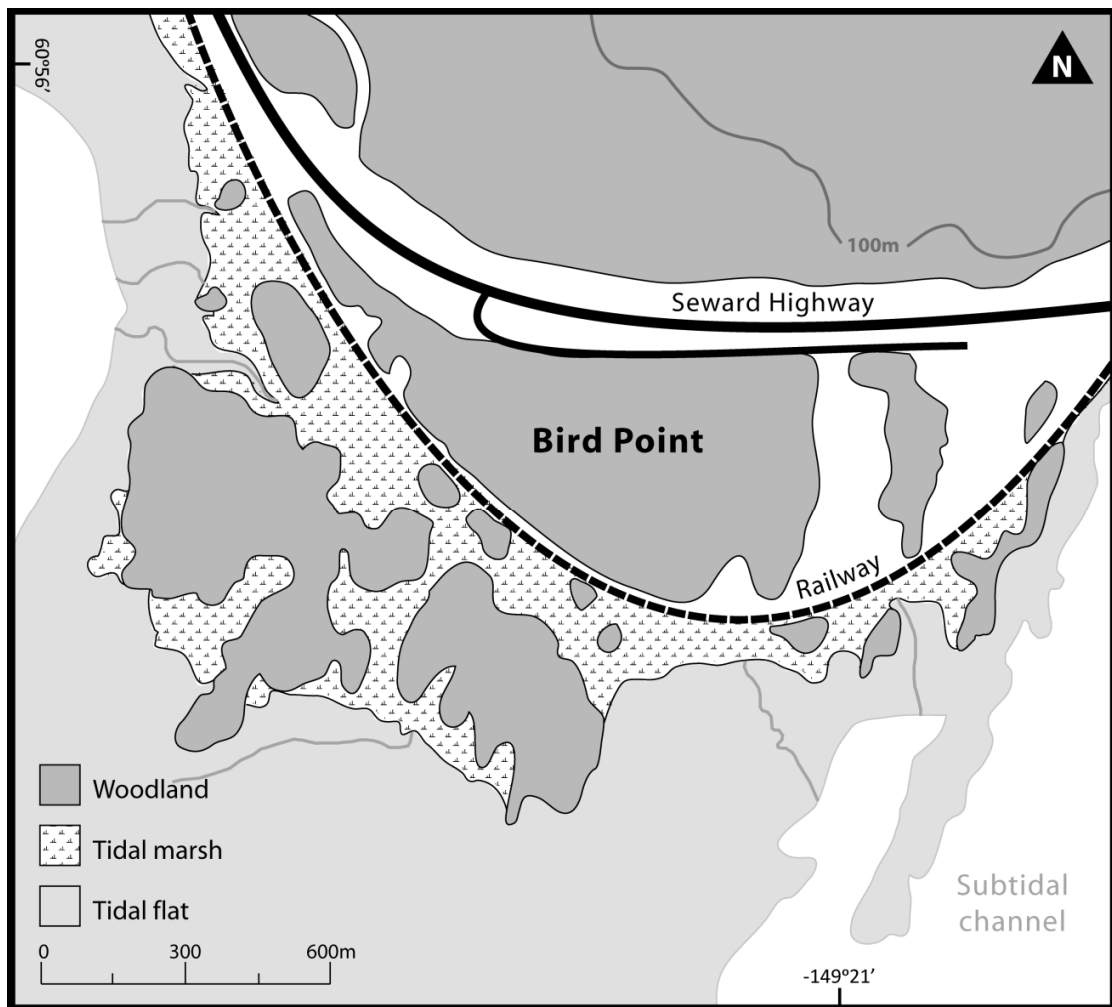 60°56'
N
100m
Seward Highway
Bird Point
Railway
Woodland
Tidal marsh
Tidal flat
0 300 600m
Subtidal
channel
-149°21'